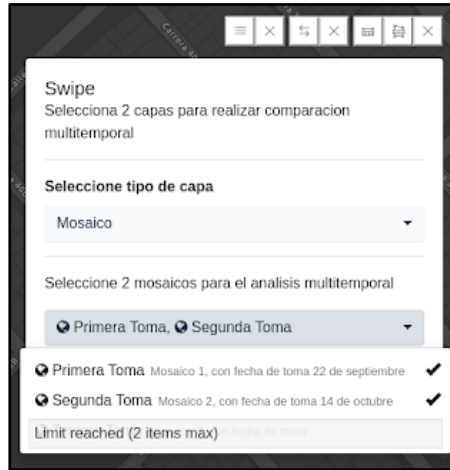 Carrera 40
Swipe
Selecciona 2 capas para realizar comparacion
multitemporal
Seleccione tipo de capa
Mosaico
Seleccione 2 mosaicos para el analisis multitemporal
Primera Toma, Segunda Toma
Primera Toma Mosaico 1, con fecha de toma 22 de septiembre
Segunda Toma Mosaico 2, con fecha de toma 14 de octubre
Limit reached (2 items max)